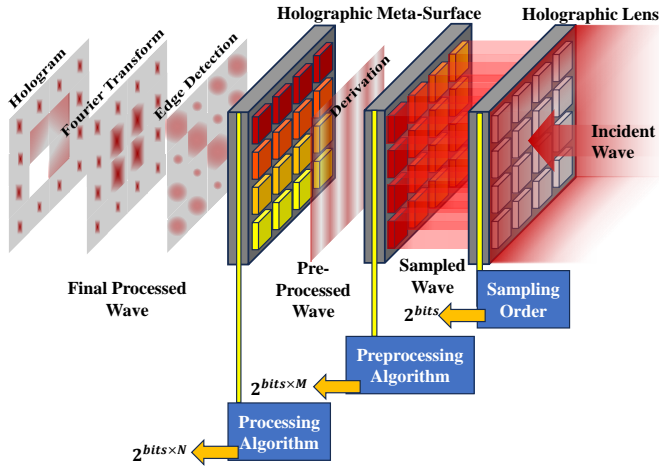 Holographic Meta-Surface
Holographic Lens
Hologram
Fourier Transform
Edge Detection
Derivation
Incident
Wave
Final Processed
Wave
Pre-
Processed
Wave
Sampled
Wave
2^{bits}
Sampling
Order
2^{bits×M}
Preprocessing
Algorithm
2^{bits×N}
Processing
Algorithm